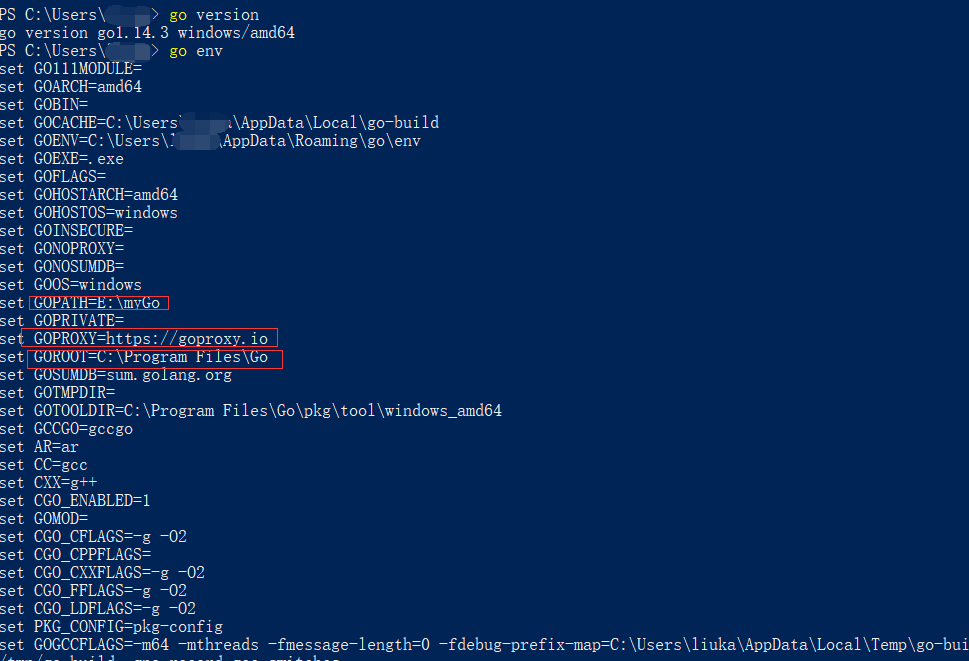 PS C:\Users\> go version
go version go1.14.3 windows/amd64
PS C:\Users\> go env
set GO111MODULE=
set GOARCH=amd64
set GOBIN=
set GOCACHE=C:\Users\AppData\Local\go-build
set GOENV=C:\Users\AppData\Roaming\go\env
set GOEXE=.exe
set GOFLAGS=
set GOHOSTARCH=amd64
set GOHOSTOS=windows
set GOINSECURE=
set GONOPROXY=
set GONOSUMDB=
set GOOS=windows
set GOPATH=E:\myGo
set GOPRIVATE=
set GOPROXY=https://goproxy.io
set GOROOT=C:\Program Files\Go
set GOSUMDB=sum.golang.org
set GOTMPDIR=
set GOTOOLDIR=C:\Program Files\Go\pkg\tool\windows_amd64
set GCCGO=gccgo
set AR=ar
set CC=gcc
set CXX=g++
set CGO_ENABLED=1
set GOMOD=
set CGO_CFLAGS=-g -O2
set CGO_CPPFLAGS=
set CGO_CXXFLAGS=-g -O2
set CGO_FFLAGS=-g -O2
set CGO_LDFLAGS=-g -O2
set PKG_CONFIG=pkg-config
set GOGCCFLAGS=-m64 -mthreads -fmessage-length=0 -fdebug-prefix-map=C:\Users\liuka\AppData\Local\Temp\go-bui